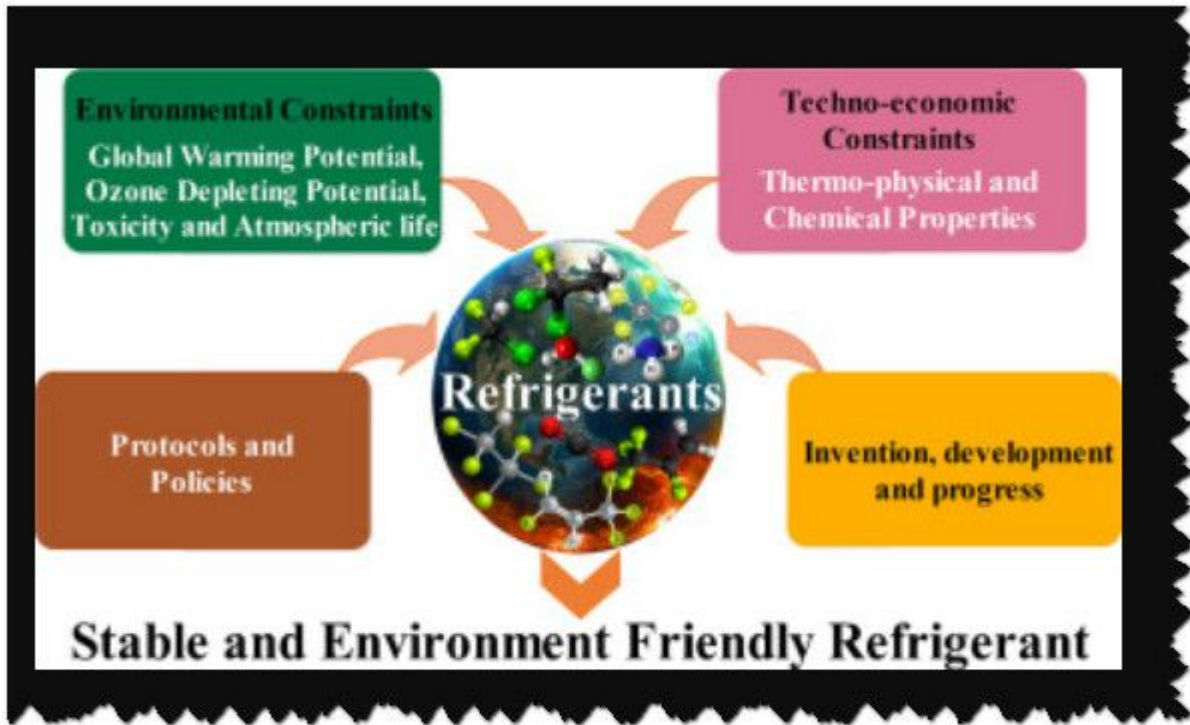 Environmental Constraints
Global Warming Potential,
Ozone Depleting Potential,
Toxicity and Atmospheric life
Techno-economic
Constraints
Thermo-physical and
Chemical Properties
Refrigerants
Protocols and
Policies
Invention, development
and progress
Stable and Environment Friendly Refrigerant